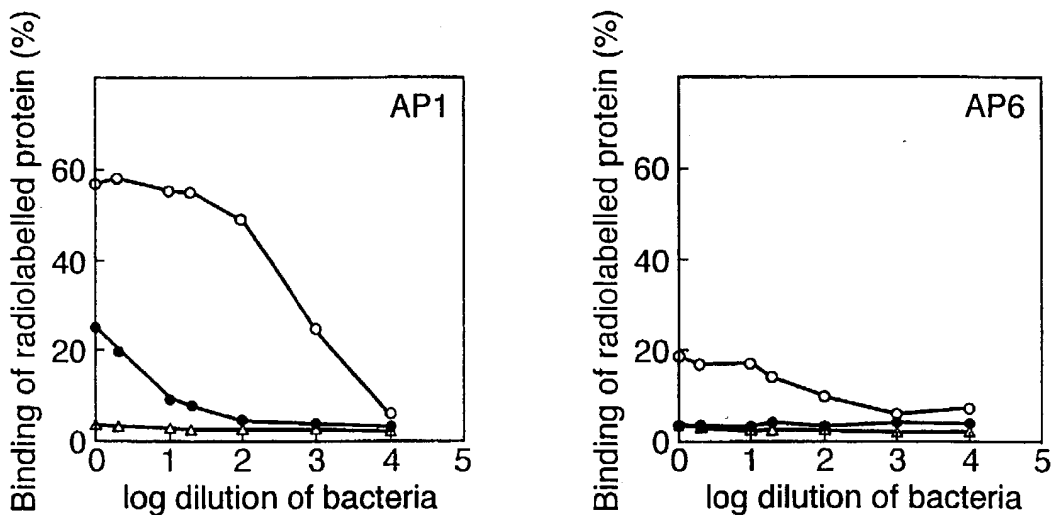 Binding of radiolabelled protein (%)
AP1
60
40
20
0
0 1 2 3 4 5
log dilution of bacteria
Binding of radiolabelled protein (%)
AP6
60
40
20
0
0 1 2 3 4 5
log dilution of bacteria